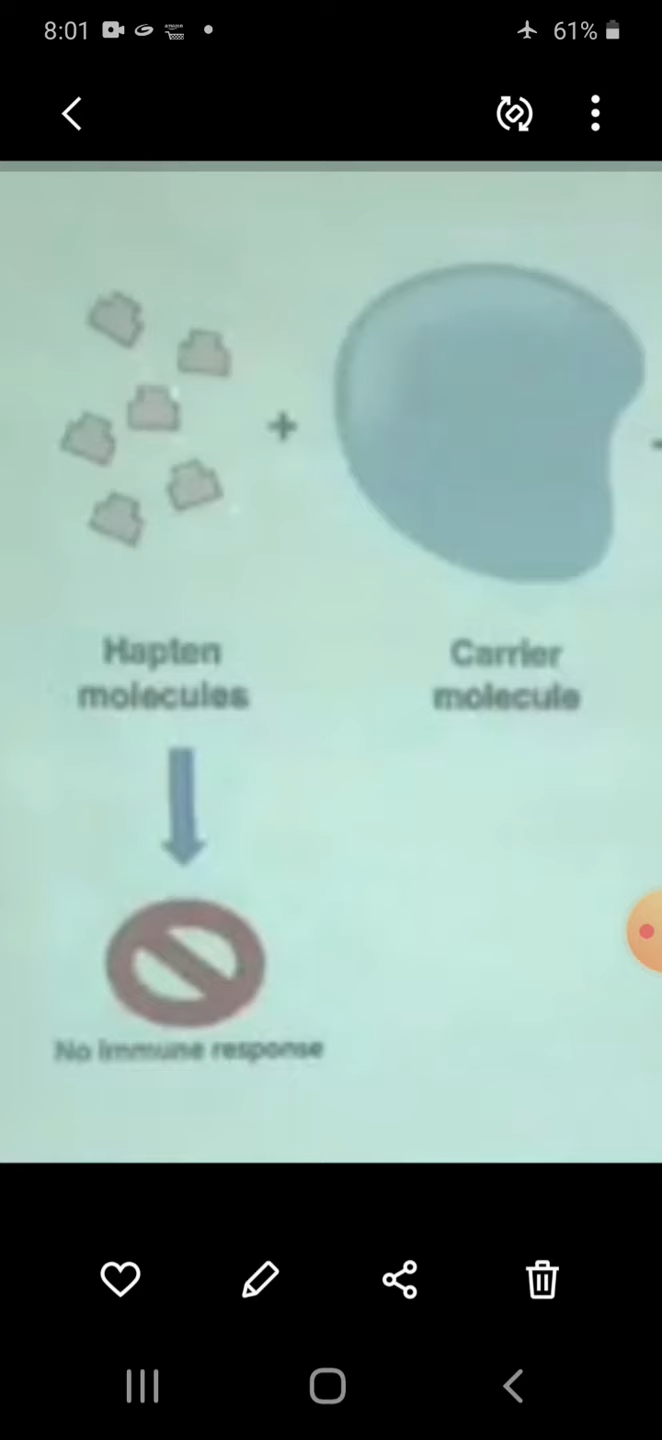 8:01
61%
+
Hapten
molecules
Carrier
molecule
No immune response